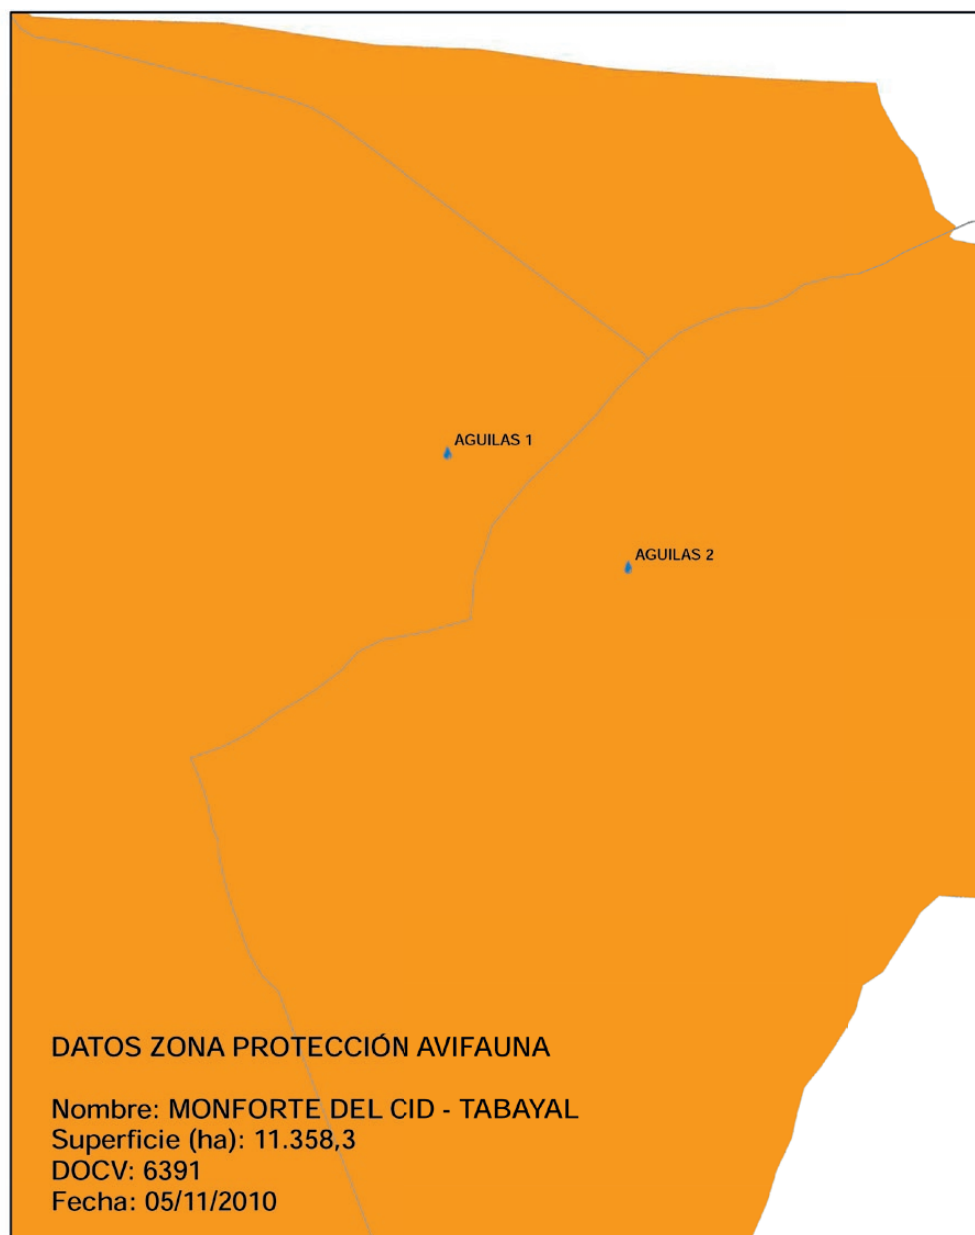 AGUILAS 1
AGUILAS 2
DATOS ZONA PROTECCIÓN AVIFAUNA
Nombre: MONFORTE DEL CID - TABAYAL
Superficie (ha): 11.358,3
DOCV: 6391
Fecha: 05/11/2010